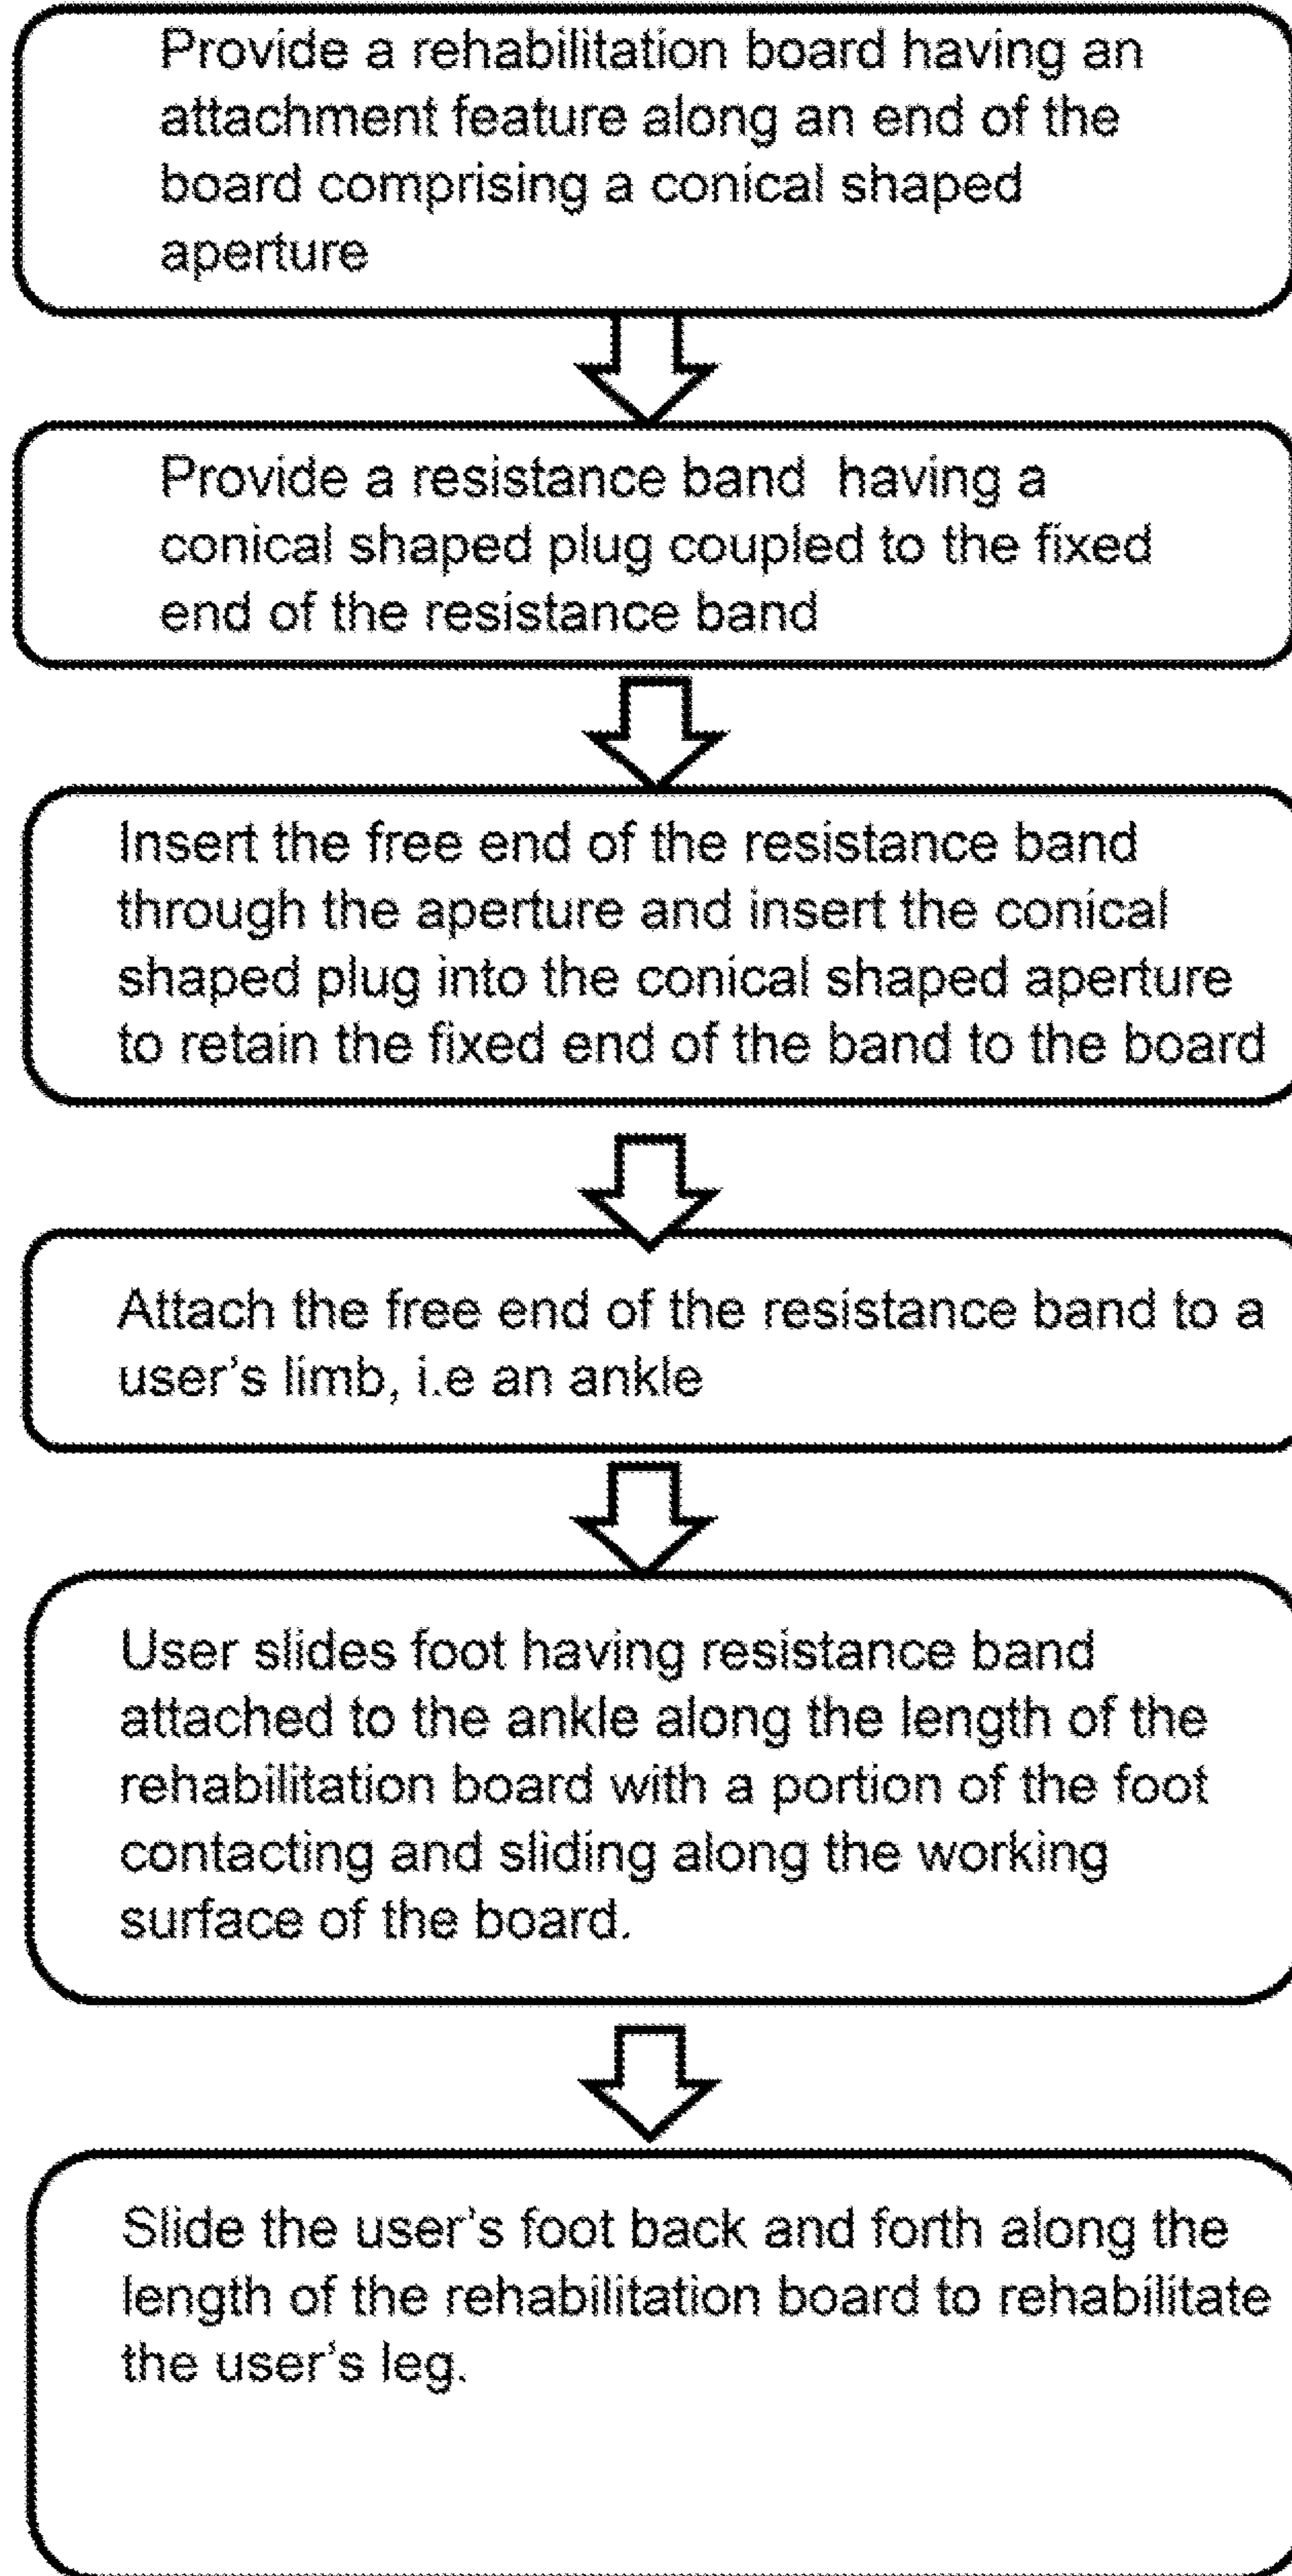 Provide a rehabilitation board having an
attachment feature along an end of the
board comprising a conical shaped
aperture
Provide a resistance band  having a
conical shaped plug coupled to the fixed
end of the resistance band
Insert the free end of the resistance band
through the aperture and insert the conical
shaped plug into the conical shaped aperture
to retain the fixed end of the band to the board
Attach the free end of the resistance band to a
user's limb, i.e an ankle
User slides foot having resistance band
attached to the ankle along the length of the
rehabilitation board with a portion of the foot
contacting and sliding along the working
surface of the board.
Slide the user's foot back and forth along the
length of the rehabilitation board to rehabilitate
the user's leg.